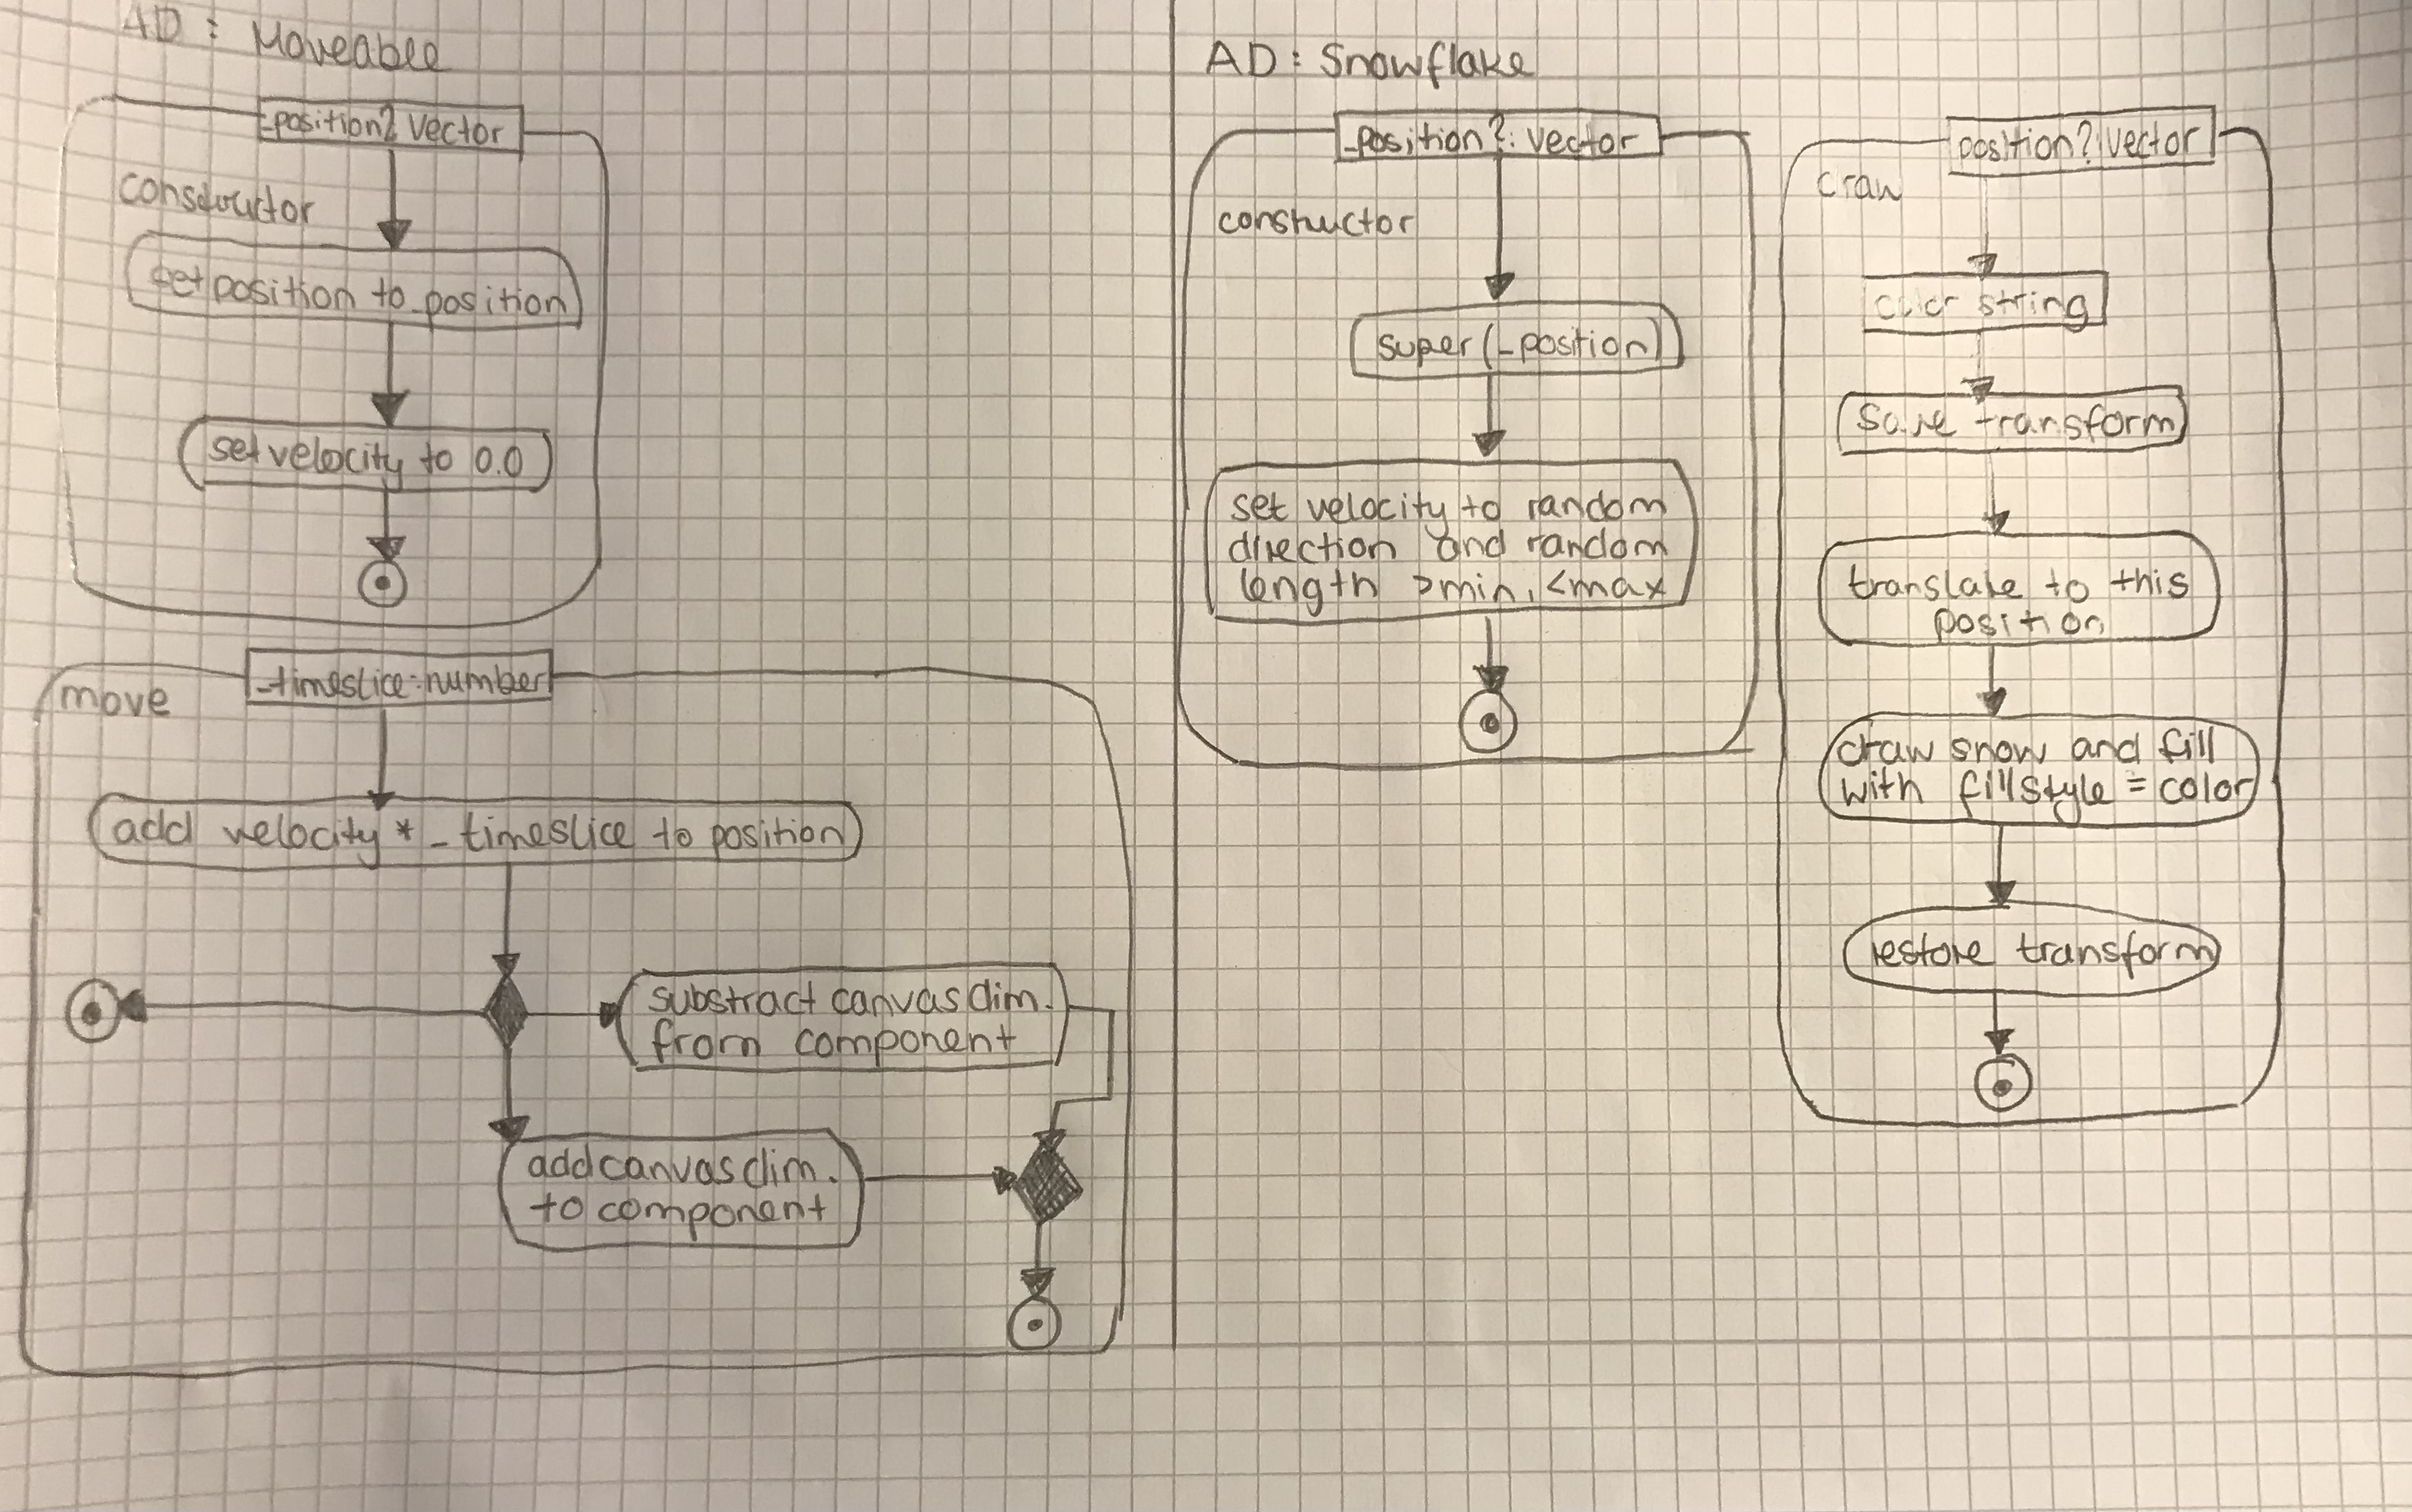 AD: Moveable
_position? Vector
constructor
set position to _position
set velocity to 0.0
_timeslice:number
move
add velocity * _timeslice to position
substract canvas dim.
from component
add canvas dim.
to component
AD: Snowflake
_position?: Vector
constructor
super(_position)
set velocity to random
direction and random
length >min, <max
position?: Vector
draw
color string
save transform
translate to this
position
draw snow and fill
with fillstyle = color
restore transform